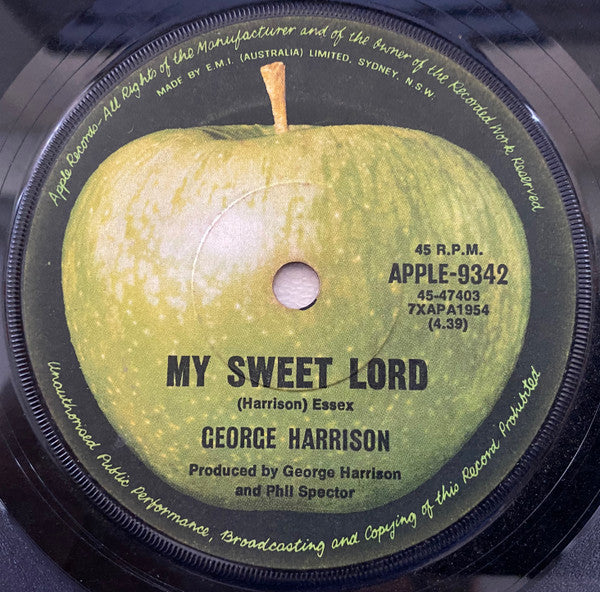 Apple Records-All Rights of the Manufacturer and of the Owner of the Recorded Work Reserved
MADE BY E.M.I. (AUSTRALIA) LIMITED, SYDNEY, N.S.W.
45 R.P.M.
APPLE-9342
45-47403
7XAPA1954
(4.39)
MY SWEET LORD
(Harrison) Essex
GEORGE HARRISON
Produced by George Harrison
and Phil Spector
Unauthorised Public Performance, Broadcasting and Copying of this Record Prohibited